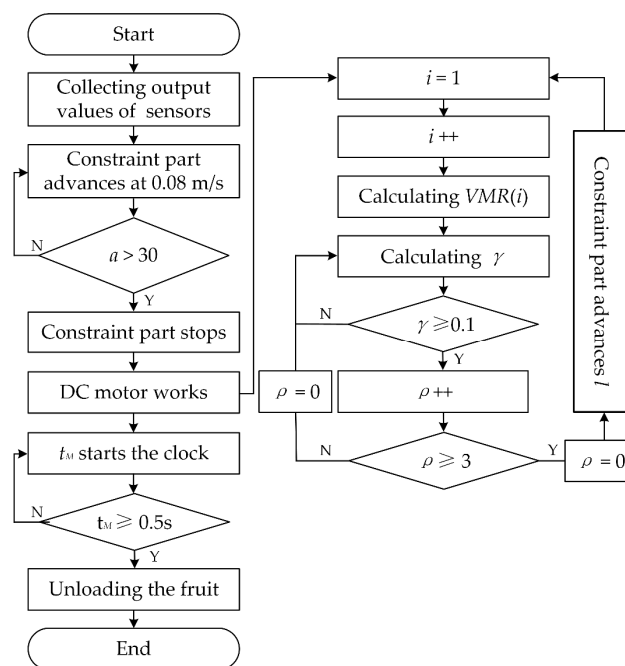 Start
Collecting output
values of sensors
Constraint part
advances at 0.08 m/s
N
a > 30
Y
Constraint part stops
DC motor works
t_M starts the clock
N
t_M ≥ 0.5s
Y
Unloading the fruit
End
i = 1
i ++
Calculating VMR(i)
Calculating γ
N
γ ≥ 0.1
Y
ρ = 0
ρ ++
N
ρ ≥ 3
Y
ρ = 0
Constraint part advances l